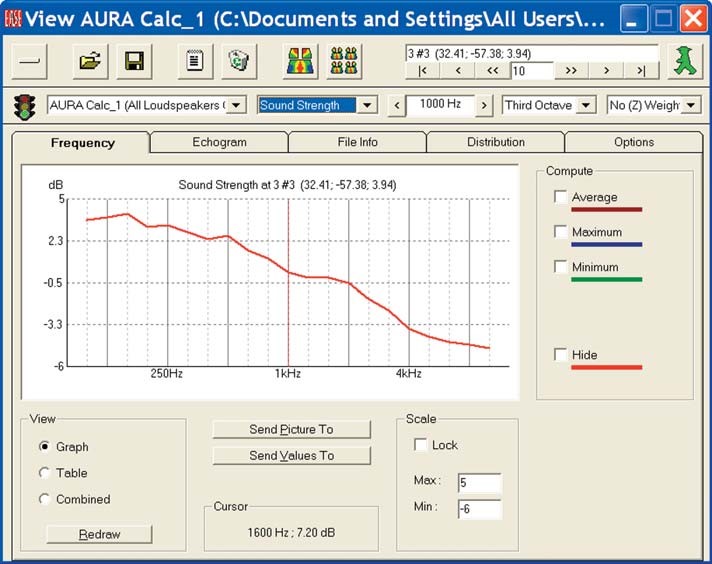 EASE View AURA Calc_1 (C:\Documents and Settings\All Users\...
3 #3 (32.41; -57.38; 3.94)
|< < << 10 >> > >|
AURA Calc_1 (All Loudspeakers Sound Strength < 1000 Hz > Third Octave No (Z) Weigh
Frequency Echogram File Info Distribution Options
dB Sound Strength at 3 #3 (32.41; -57.38; 3.94)
5
2.3
-0.5
-3.3
-6
250Hz 1kHz 4kHz
Compute
Average
Maximum
Minimum
Hide
View
Graph
Table
Combined
Redraw
Send Picture To
Send Values To
Cursor
1600 Hz ; 7.20 dB
Scale
Lock
Max : 5
Min : -6